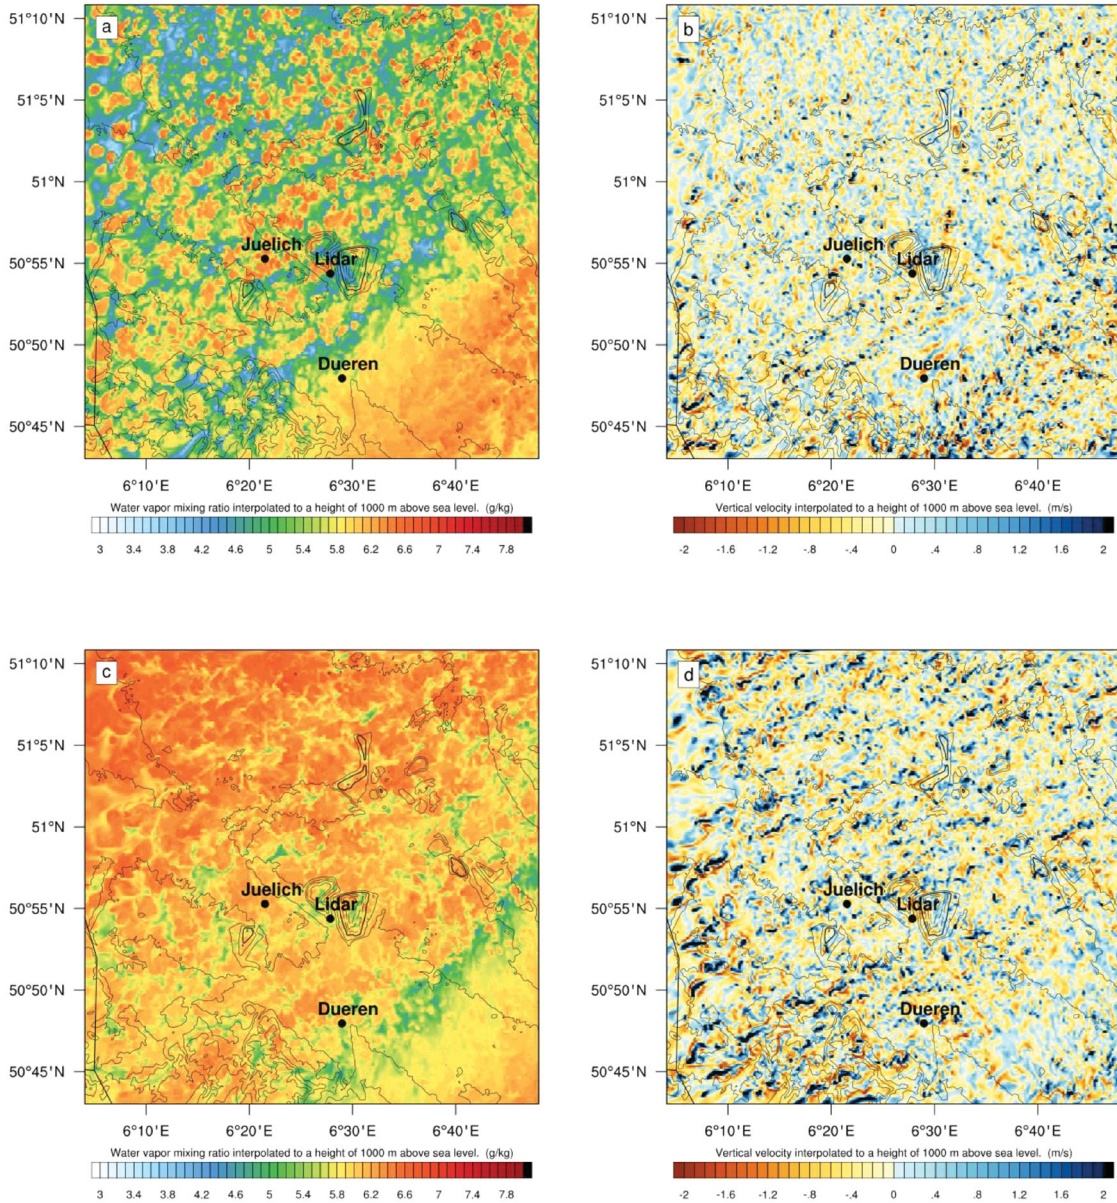 a
51°10'N
51°5'N
51°N
50°55'N
50°50'N
50°45'N
Juelich
Lidar
Dueren
6°10'E 6°20'E 6°30'E 6°40'E
Water vapor mixing ratio interpolated to a height of 1000 m above sea level. (g/kg)
3 3.4 3.8 4.2 4.6 5 5.4 5.8 6.2 6.6 7 7.4 7.8
b
51°10'N
51°5'N
51°N
50°55'N
50°50'N
50°45'N
Juelich
Lidar
Dueren
6°10'E 6°20'E 6°30'E 6°40'E
Vertical velocity interpolated to a height of 1000 m above sea level. (m/s)
-2 -1.6 -1.2 -.8 -.4 0 .4 .8 1.2 1.6 2
c
51°10'N
51°5'N
51°N
50°55'N
50°50'N
50°45'N
Juelich
Lidar
Dueren
6°10'E 6°20'E 6°30'E 6°40'E
Water vapor mixing ratio interpolated to a height of 1000 m above sea level. (g/kg)
3 3.4 3.8 4.2 4.6 5 5.4 5.8 6.2 6.6 7 7.4 7.8
d
51°10'N
51°5'N
51°N
50°55'N
50°50'N
50°45'N
Juelich
Lidar
Dueren
6°10'E 6°20'E 6°30'E 6°40'E
Vertical velocity interpolated to a height of 1000 m above sea level. (m/s)
-2 -1.6 -1.2 -.8 -.4 0 .4 .8 1.2 1.6 2